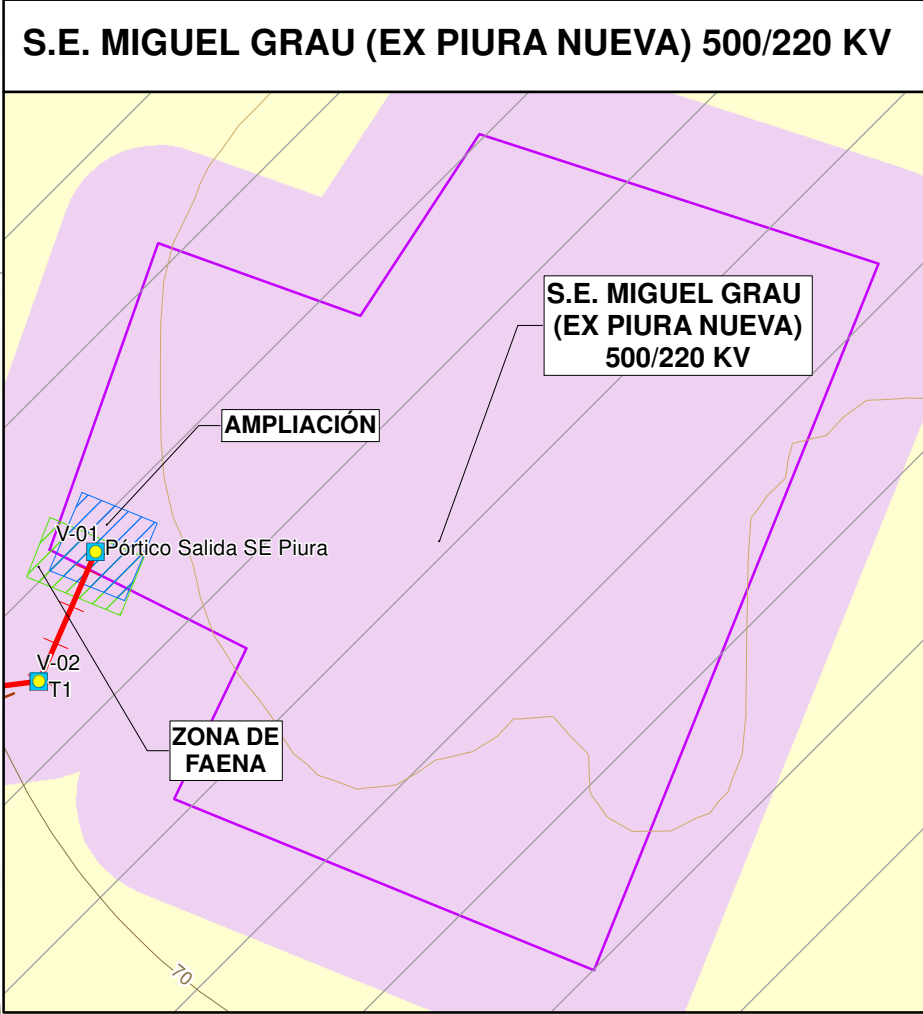 S.E. MIGUEL GRAU (EX PIURA NUEVA) 500/220 KV
S.E. MIGUEL GRAU
(EX PIURA NUEVA)
500/220 KV
AMPLIACIÓN
V-01
Pórtico Salida SE Piura
V-02
T1
ZONA DE
FAENA
70